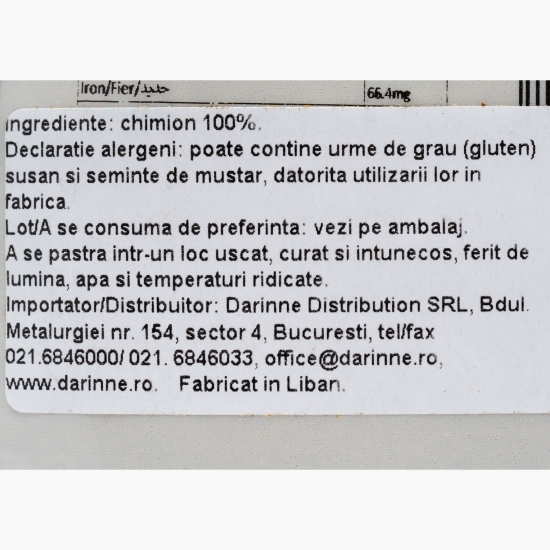 Iron/Fier/حديد 66.4mg
Ingrediente: chimion 100%.
Declaratie alergeni: poate contine urme de grau (gluten)
susan si seminte de mustar, datorita utilizarii lor in
fabrica.
Lot/A se consuma de preferinta: vezi pe ambalaj.
A se pastra intr-un loc uscat, curat si intunecos, ferit de
lumina, apa si temperaturi ridicate.
Importator/Distribuitor: Darinne Distribution SRL, Bdul.
Metalurgiei nr. 154, sector 4, Bucuresti, tel/fax
021.6846000/ 021. 6846033, office@darinne.ro,
www.darinne.ro. Fabricat in Liban.